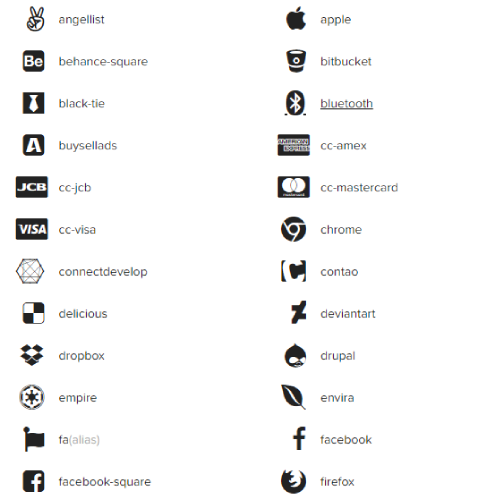 angellist
apple
Be behance-square
bitbucket
black-tie
bluetooth
A buysellads
AMERICAN EXPRESS cc-amex
JCB cc-jcb
cc-mastercard
VISA cc-visa
chrome
connectdevelop
contao
delicious
deviantart
dropbox
drupal
empire
envira
fa(alias)
facebook
facebook-square
firefox